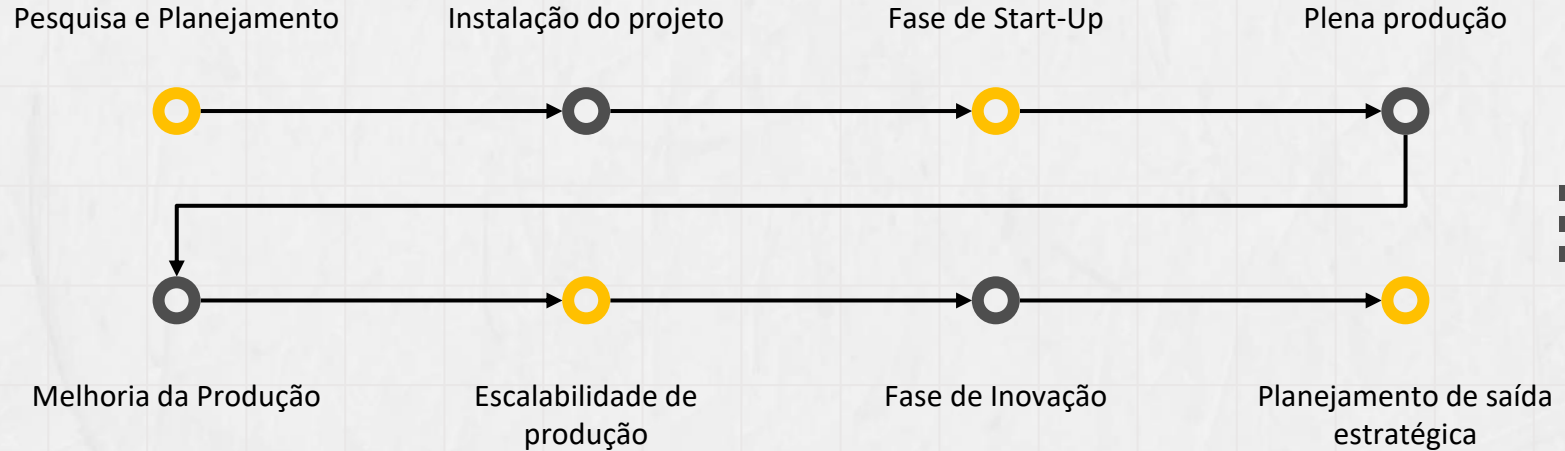 Pesquisa e Planejamento
Instalação do projeto
Fase de Start-Up
Plena produção
Melhoria da Produção
Escalabilidade de
produção
Fase de Inovação
Planejamento de saída
estratégica